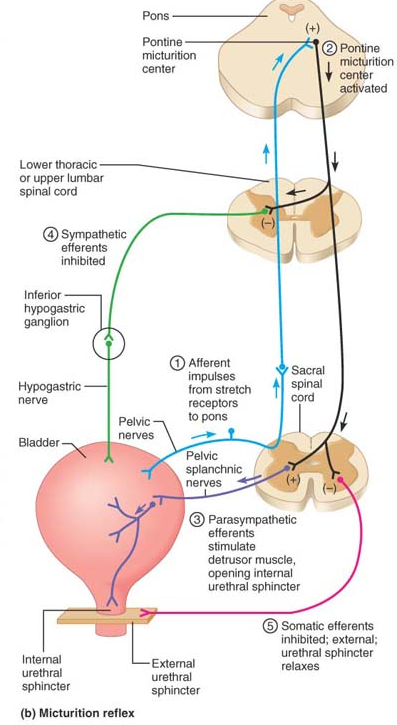 Pons
(+)
Pontine
micturition
center
② Pontine
micturition
center
activated
Lower thoracic
or upper lumbar
spinal cord
(–)
④ Sympathetic
efferents
inhibited
Inferior
hypogastric
ganglion
① Afferent
impulses
from stretch
receptors
to pons
Sacral
spinal
cord
Hypogastric
nerve
Pelvic
nerves
Bladder
Pelvic
splanchnic
nerves
(+)
(–)
③ Parasympathetic
efferents
stimulate
detrusor muscle,
opening internal
urethral sphincter
⑤ Somatic efferents
inhibited; external;
urethral sphincter
relaxes
Internal
urethral
sphincter
External
urethral
sphincter
(b) Micturition reflex